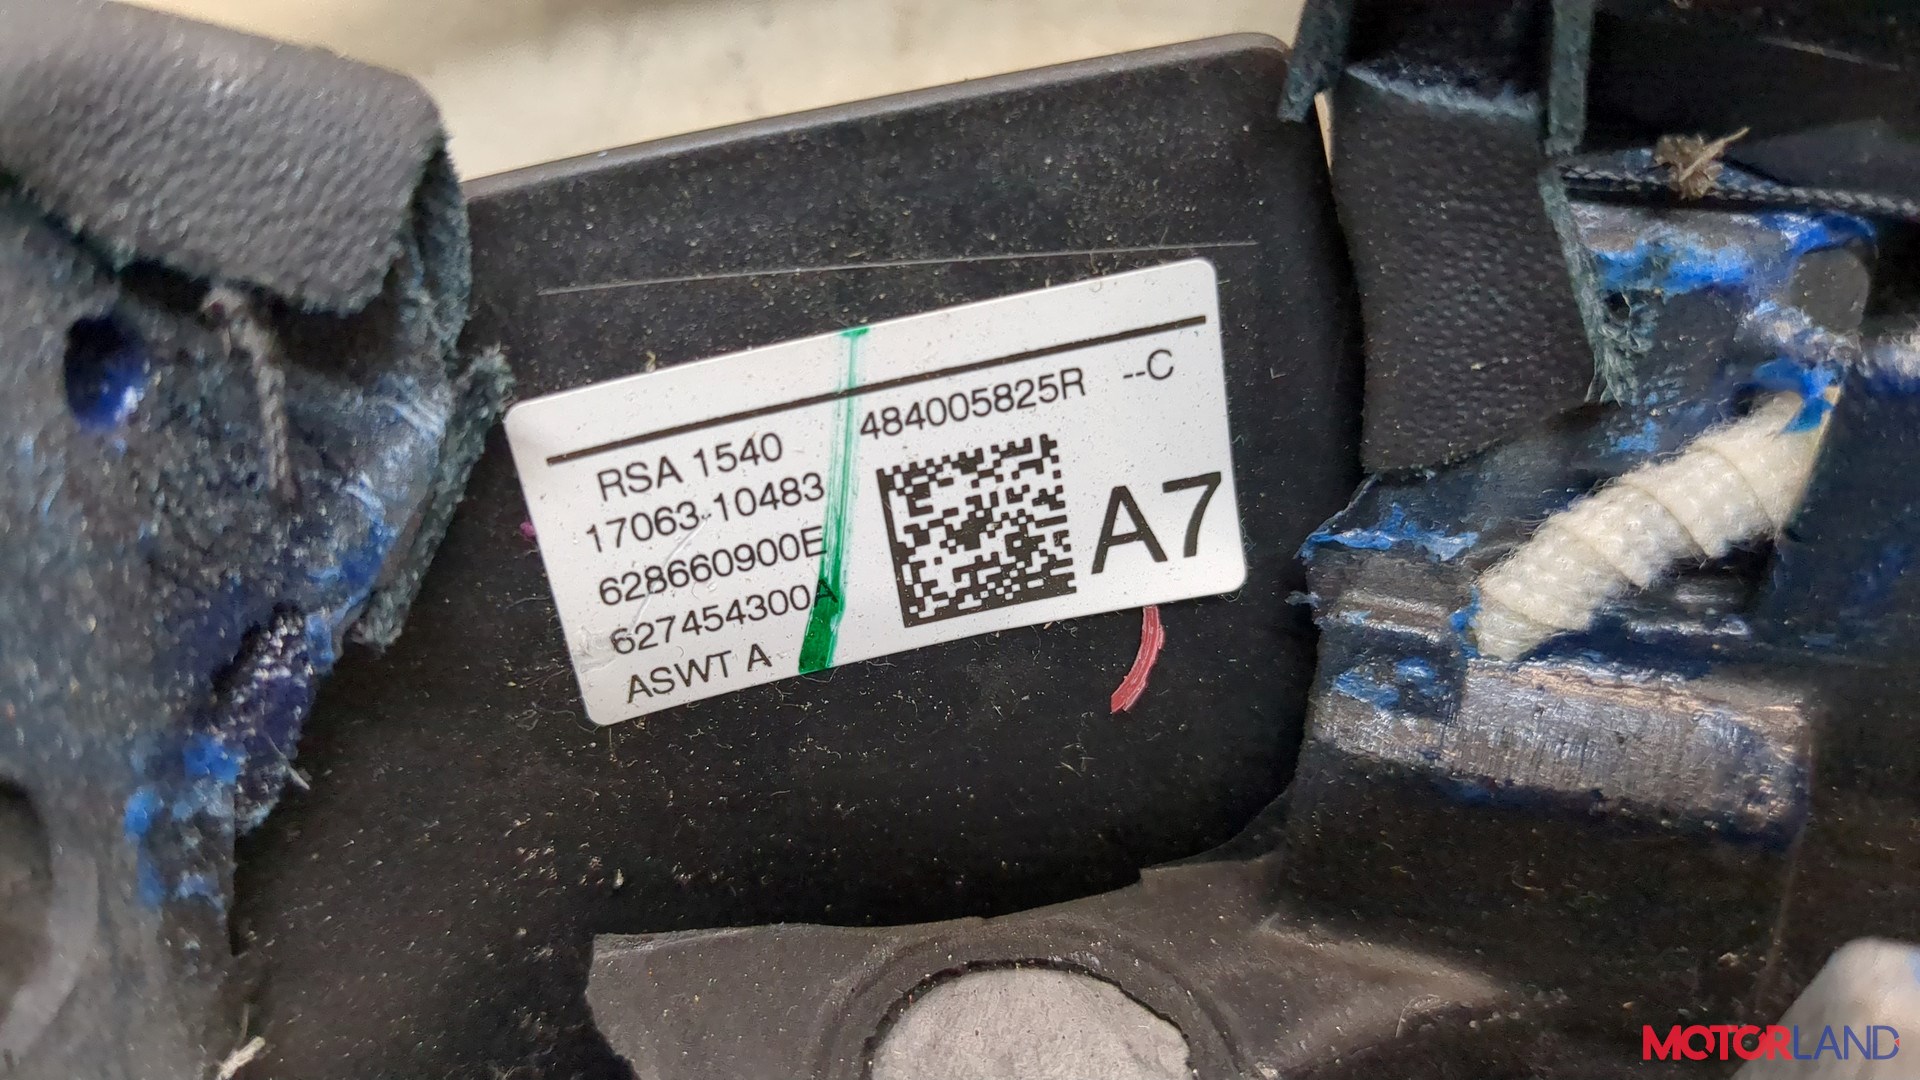 484005825R --C
RSA 1540
17063-10483
628660900E
627454300A
ASWT A
A7
MOTORLAND